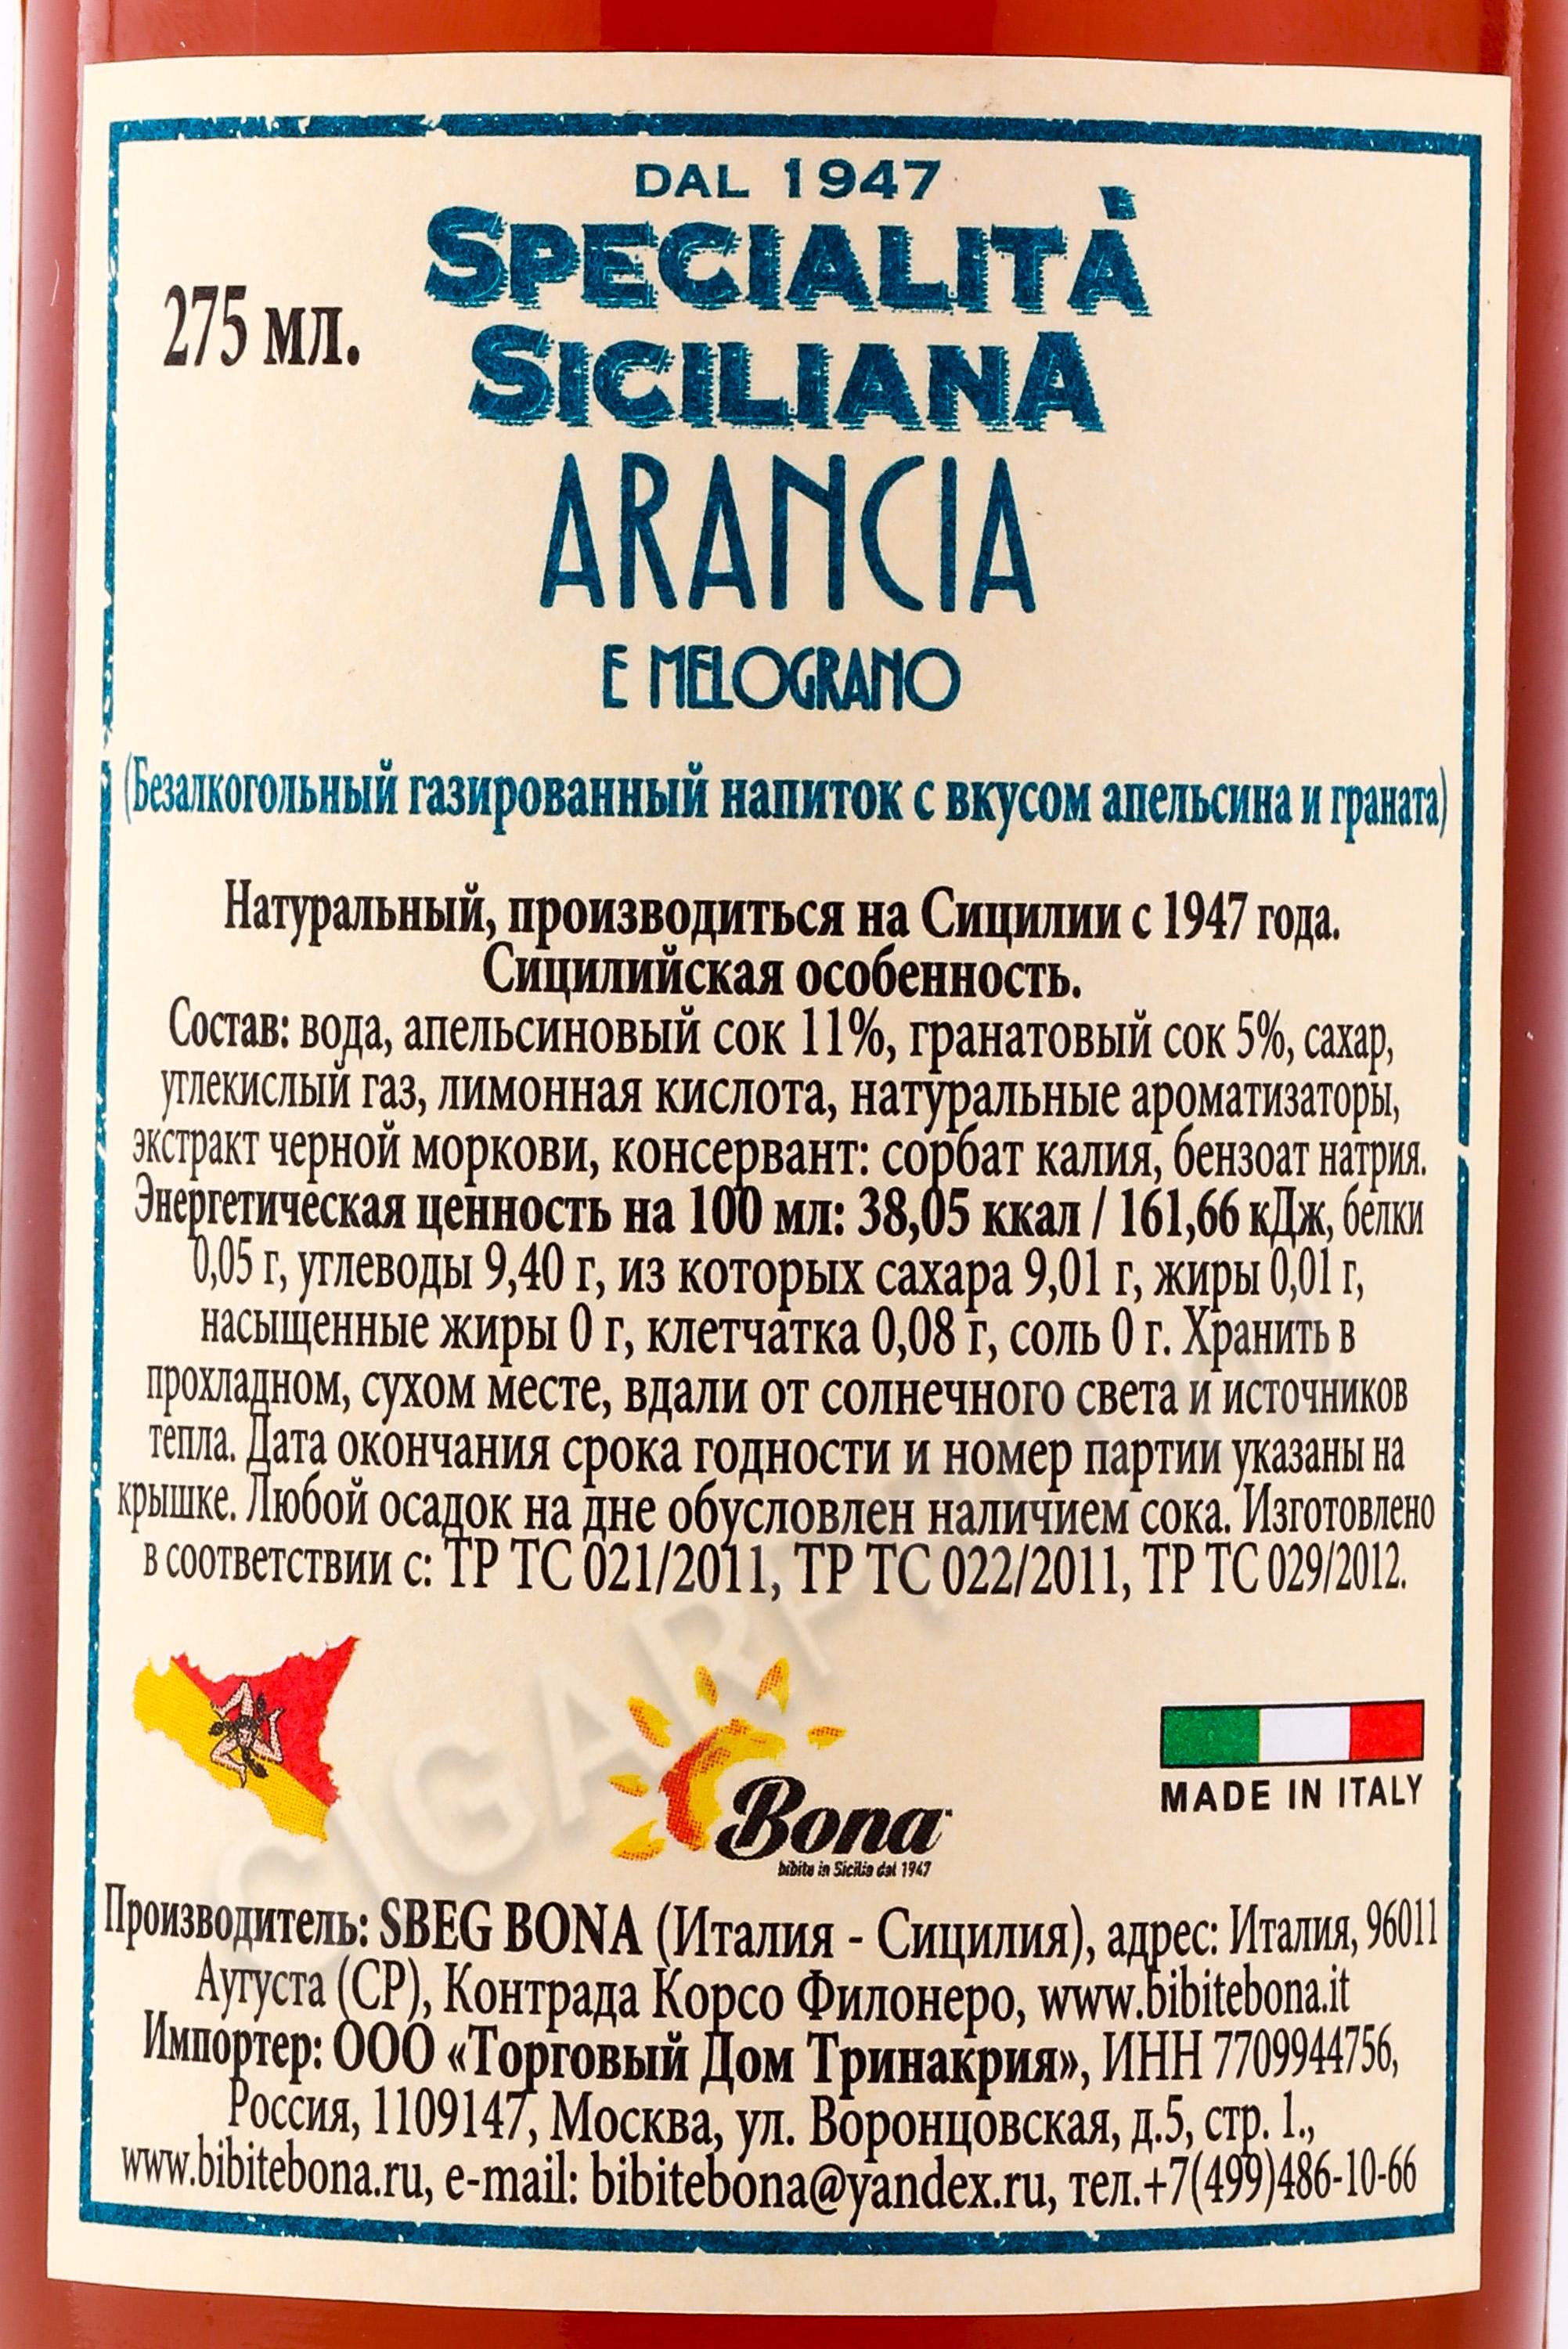 DAL 1947
SPECIALITÀ
275 мл.
SICILIANA
ARANCIA
E MELOGRANO
(Безалкогольный газированный напиток с вкусом апельсина и граната)
Натуральный, производиться на Сицилии с 1947 года.
Сицилийская особенность.
Состав: вода, апельсиновый сок 11%, гранатовый сок 5%, сахар,
углекислый газ, лимонная кислота, натуральные ароматизаторы,
экстракт черной моркови, консервант: сорбат калия, бензоат натрия.
Энергетическая ценность на 100 мл: 38,05 ккал / 161,66 кДж, белки
0,05 г, углеводы 9,40 г, из которых сахара 9,01 г, жиры 0,01 г,
насыщенные жиры 0 г, клетчатка 0,08 г, соль 0 г. Хранить в
прохладном, сухом месте, вдали от солнечного света и источников
тепла. Дата окончания срока годности и номер партии указаны на
крышке. Любой осадок на дне обусловлен наличием сока. Изготовлено
в соответствии с: ТР ТС 021/2011, ТР ТС 022/2011, ТР ТС 029/2012.
Bona
bibite in Sicilia dal 1947
MADE IN ITALY
Производитель: SBEG BONA (Италия - Сицилия), адрес: Италия, 96011
Аугуста (СР), Контрада Корсо Филонеро, www.bibitebona.it
Импортер: ООО «Торговый Дом Тринакрия», ИНН 7709944756,
Россия, 1109147, Москва, ул. Воронцовская, д.5, стр. 1.,
www.bibitebona.ru, e-mail: bibitebona@yandex.ru, тел.+7(499)486-10-66